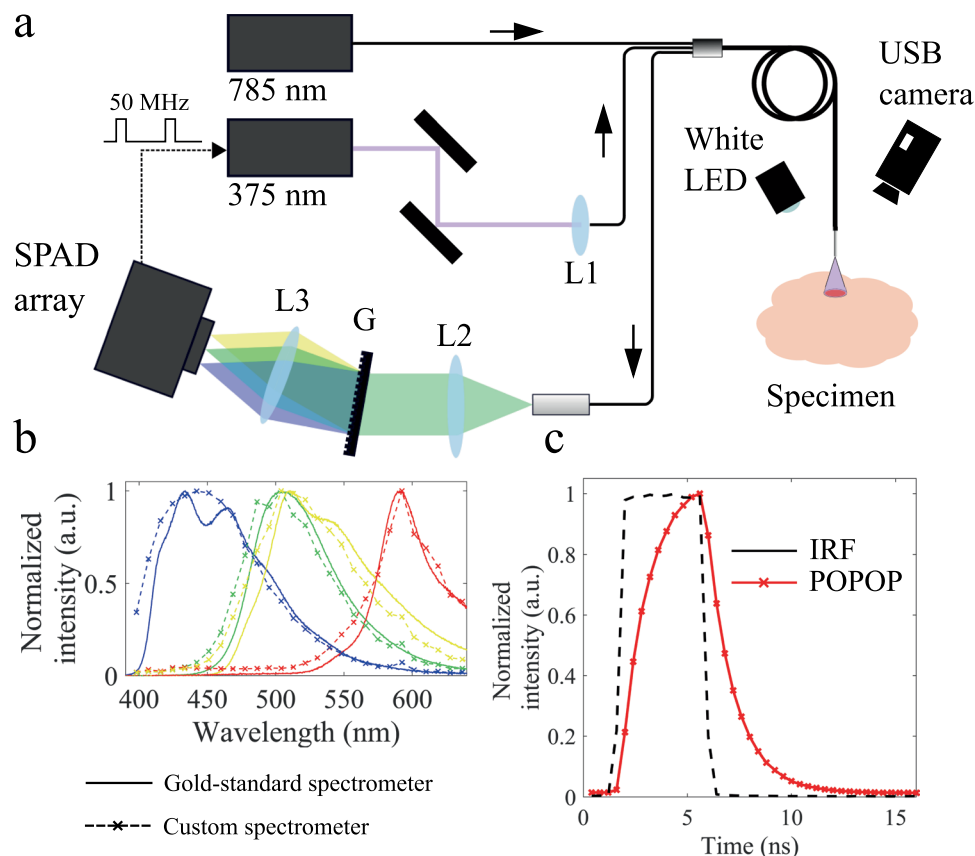 a
785 nm
50 MHz
375 nm
White
LED
USB
camera
SPAD
array
L1
L3
G
L2
Specimen
b
Normalized
intensity (a.u.)
1
0.5
0
400
450
500
550
600
Wavelength (nm)
Gold-standard spectrometer
Custom spectrometer
c
Normalized
intensity (a.u.)
1
0.8
0.6
0.4
0.2
0
0
5
10
15
Time (ns)
IRF
POPOP